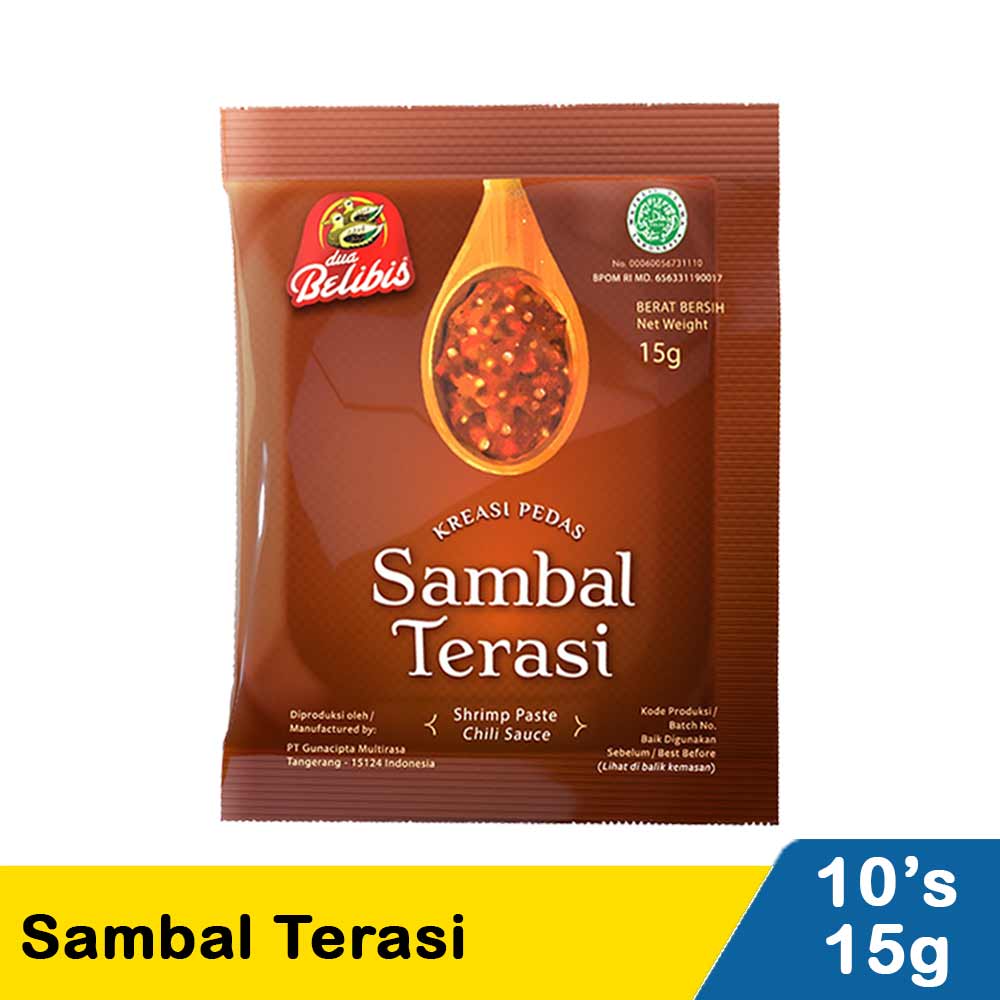 dua
Belibis
No. 00060056731110
BPOM RI MD. 656331190017
BERAT BERSIH
Net Weight
15g
KREASI PEDAS
Sambal
Terasi
Shrimp Paste
Chili Sauce
Diproduksi oleh /
Manufactured by:
PT Gunacipta Multirasa
Tangerang - 15124 Indonesia
Kode Produksi /
Batch No.
Baik Digunakan
Sebelum / Best Before
(Lihat di balik kemasan)
Sambal Terasi
10's
15g